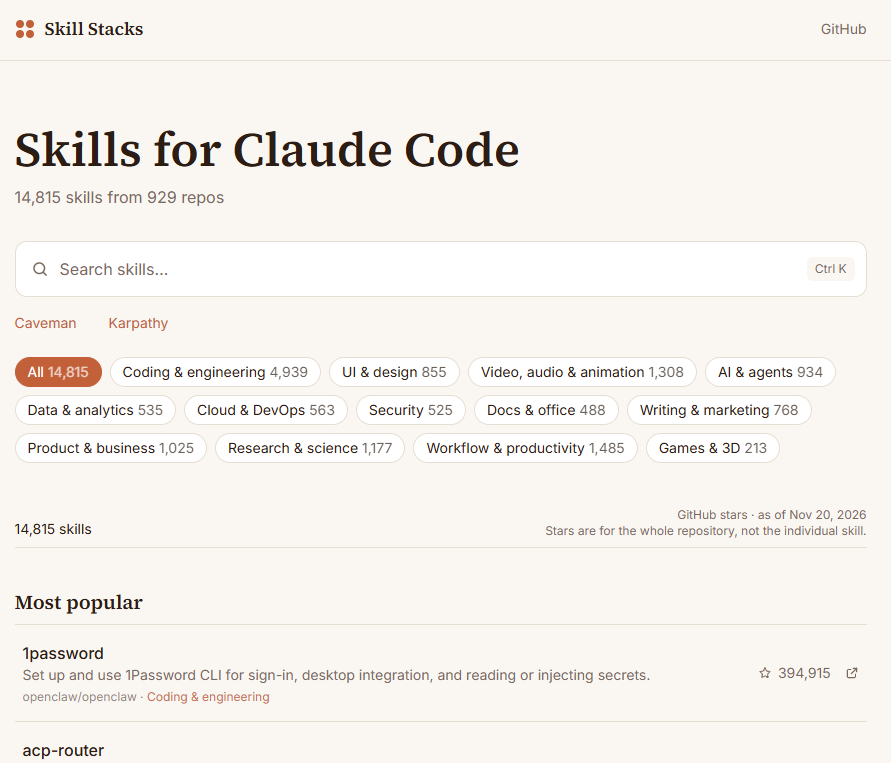 Skill Stacks
GitHub
Skills for Claude Code
14,815 skills from 929 repos
Search skills...
Ctrl K
Caveman Karpathy
All 14,815 Coding & engineering 4,939 UI & design 855 Video, audio & animation 1,308 AI & agents 934
Data & analytics 535 Cloud & DevOps 563 Security 525 Docs & office 488 Writing & marketing 768
Product & business 1,025 Research & science 1,177 Workflow & productivity 1,485 Games & 3D 213
GitHub stars · as of Nov 20, 2026
14,815 skills
Stars are for the whole repository, not the individual skill.
Most popular
1password
Set up and use 1Password CLI for sign-in, desktop integration, and reading or injecting secrets.
394,915
openclaw/openclaw · Coding & engineering
acp-router